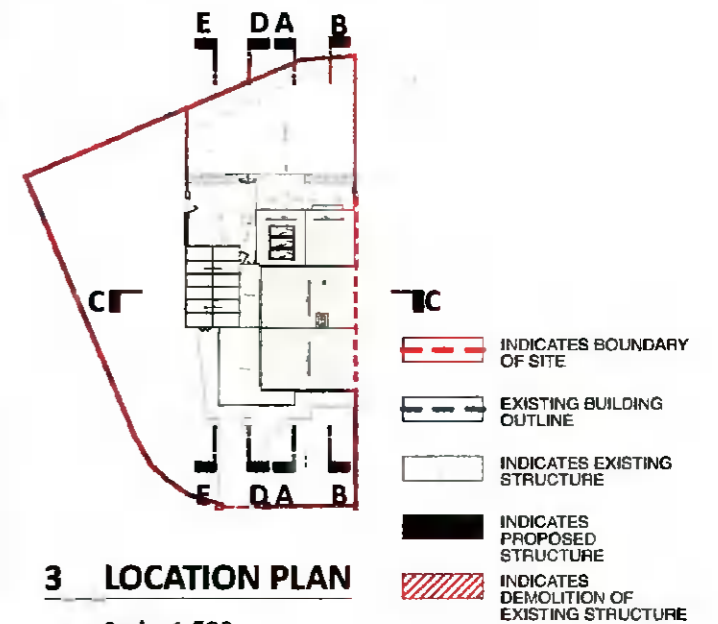 E D A B
C C
E D A B
INDICATES BOUNDARY
OF SITE
EXISTING BUILDING
OUTLINE
INDICATES EXISTING
STRUCTURE
INDICATES
PROPOSED
STRUCTURE
INDICATES
DEMOLITION OF
EXISTING STRUCTURE
3 LOCATION PLAN